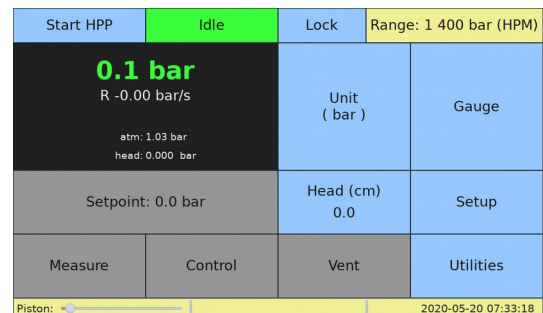 Start HPP
Idle
Lock
Range: 1 400 bar (HPM)
0.1 bar
R -0.00 bar/s
atm: 1.03 bar
head: 0.000 bar
Unit
( bar )
Gauge
Setpoint: 0.0 bar
Head (cm)
0.0
Setup
Measure
Control
Vent
Utilities
Piston:
2020-05-20 07:33:18